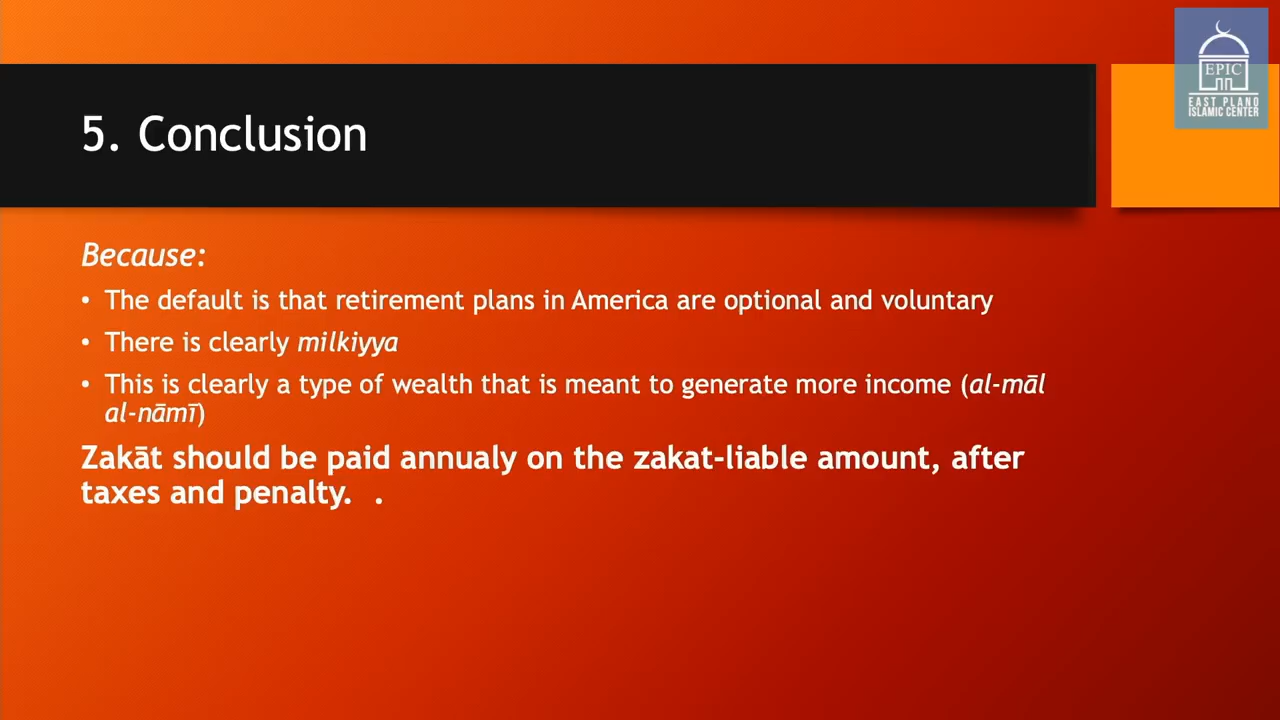 EPIC
EAST PLANO
ISLAMIC CENTER
5. Conclusion
Because:
• The default is that retirement plans in America are optional and voluntary
• There is clearly milkiyya
• This is clearly a type of wealth that is meant to generate more income (al-māl
al-nāmī)
Zakāt should be paid annualy on the zakat-liable amount, after
taxes and penalty.  .